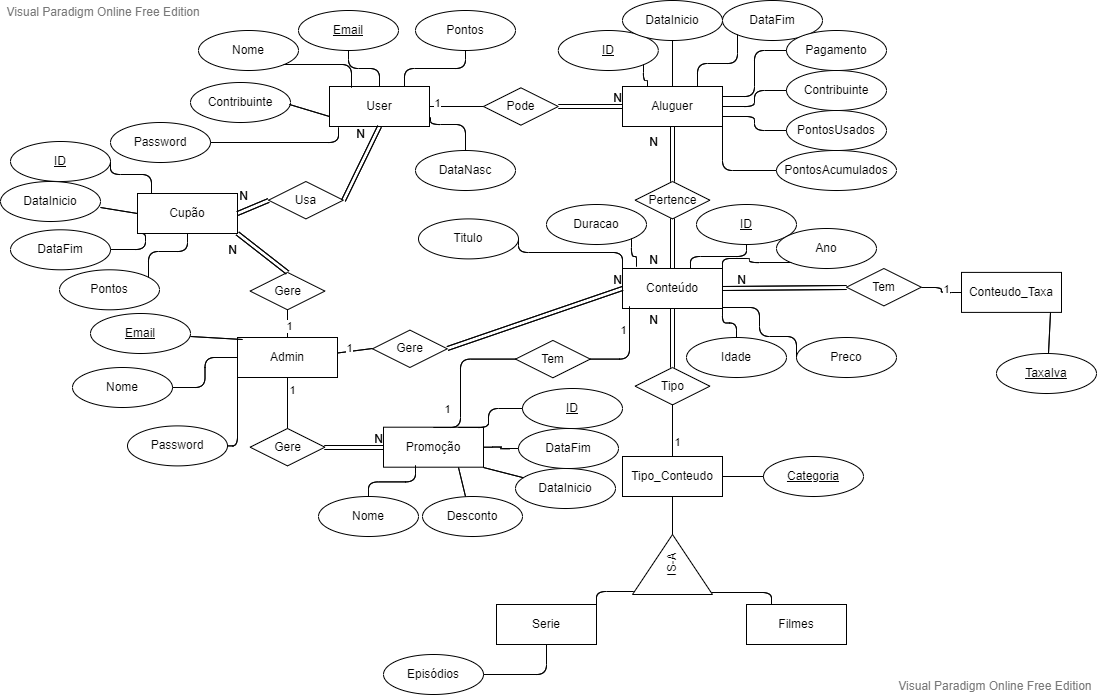 Visual Paradigm Online Free Edition
Email
Pontos
DataInicio
DataFim
Nome
ID
Pagamento
Contribuinte
User
1
Pode
N
Aluguer
Contribuinte
Password
N
N
PontosUsados
DataNasc
PontosAcumulados
ID
DataInicio
Cupão
N
Usa
Pertence
DataFim
N
Titulo
Duracao
ID
Ano
Pontos
Gere
N
N
Conteúdo
N
Tem
1
Conteudo_Taxa
Email
1
N
1
Admin
1
Gere
Tem
Idade
Preco
TaxaIva
Nome
1
Tipo
Password
Gere
N
1
Promoção
ID
DataFim
DataInicio
1
Tipo_Conteudo
Categoria
Nome
Desconto
IS-A
Serie
Filmes
Episódios
Visual Paradigm Online Free Edition